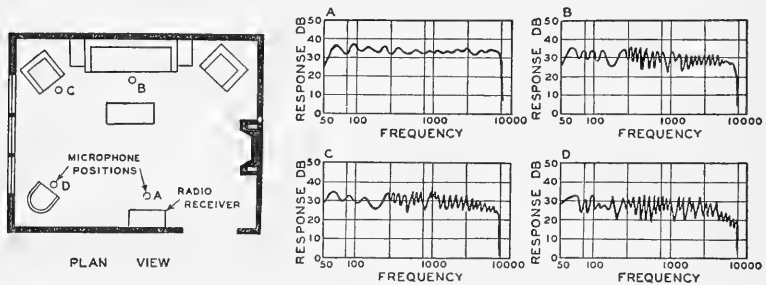 PLAN VIEW
MICROPHONE
POSITIONS
RADIO
RECEIVER
A
B
C
D
A
RESPONSE DB
50
40
30
20
10
0
50 100 1000 10000
FREQUENCY
B
RESPONSE DB
50
40
30
20
10
0
50 100 1000 10000
FREQUENCY
C
RESPONSE DB
50
40
30
20
10
0
50 100 1000 10000
FREQUENCY
D
RESPONSE DB
50
40
30
20
10
0
50 100 1000 10000
FREQUENCY